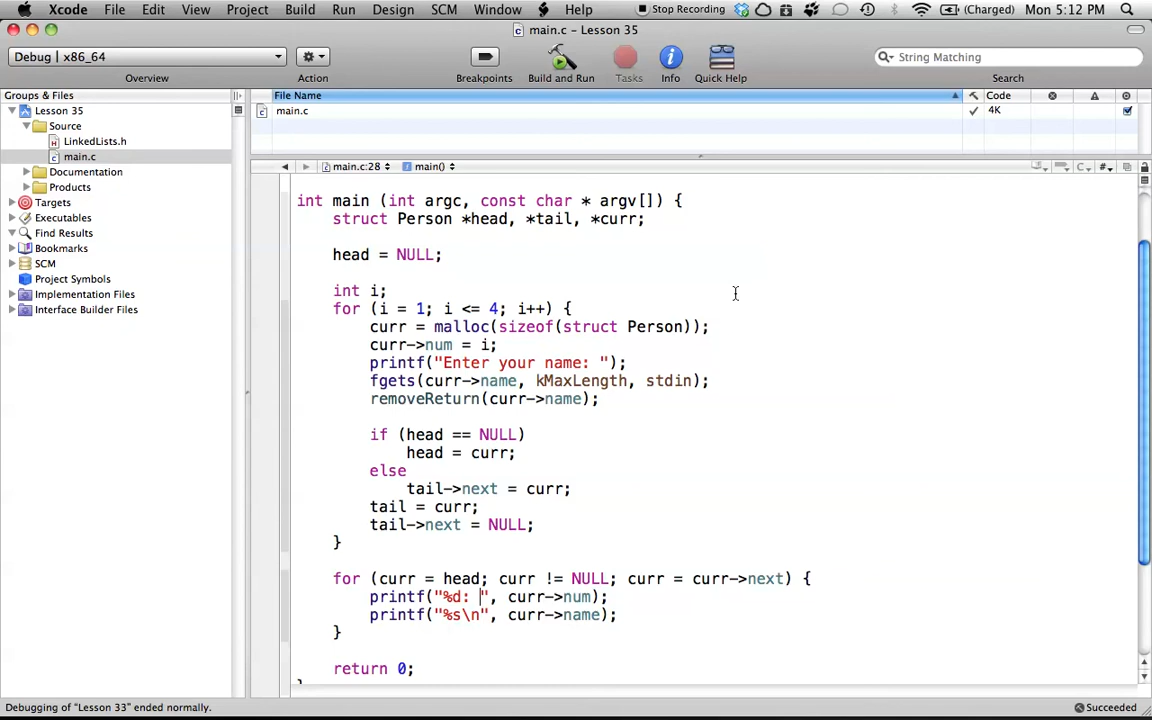 Xcode File Edit View Project Build Run Design SCM Window Help Stop Recording (Charged) Mon 5:12 PM
main.c – Lesson 35
Debug | x86_64 String Matching
Overview Action Breakpoints Build and Run Tasks Info Quick Help Search
Groups & Files File Name Code
Lesson 35 main.c 4K
Source
LinkedLists.h
main.c
Documentation
Products
Targets
Executables
Find Results
Bookmarks
SCM
Project Symbols
Implementation Files
Interface Builder Files
main.c:28 main() C #
int main (int argc, const char * argv[]) {
struct Person *head, *tail, *curr;
head = NULL;
int i;
for (i = 1; i <= 4; i++) {
curr = malloc(sizeof(struct Person));
curr->num = i;
printf("Enter your name: ");
fgets(curr->name, kMaxLength, stdin);
removeReturn(curr->name);
if (head == NULL)
head = curr;
else
tail->next = curr;
tail = curr;
tail->next = NULL;
}
for (curr = head; curr != NULL; curr = curr->next) {
printf("%d: ", curr->num);
printf("%s\n", curr->name);
}
return 0;
Debugging of "Lesson 33" ended normally. Succeeded